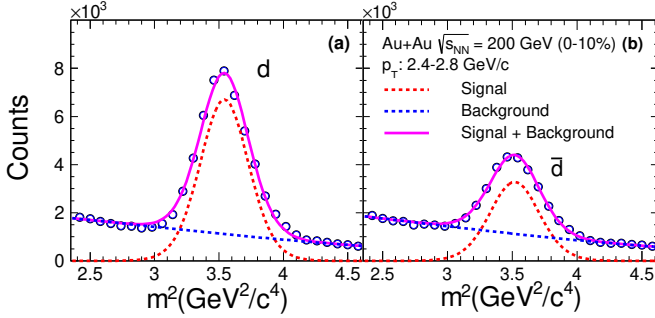 ×10³ ×10³
(a) Au+Au √s_NN = 200 GeV (0-10%) (b)
p_T: 2.4-2.8 GeV/c
d
Signal
Background
Signal + Background
d̅
Counts
8
6
4
2
0
2.5 3 3.5 4 4.5 2.5 3 3.5 4 4.5
m²(GeV²/c⁴) m²(GeV²/c⁴)